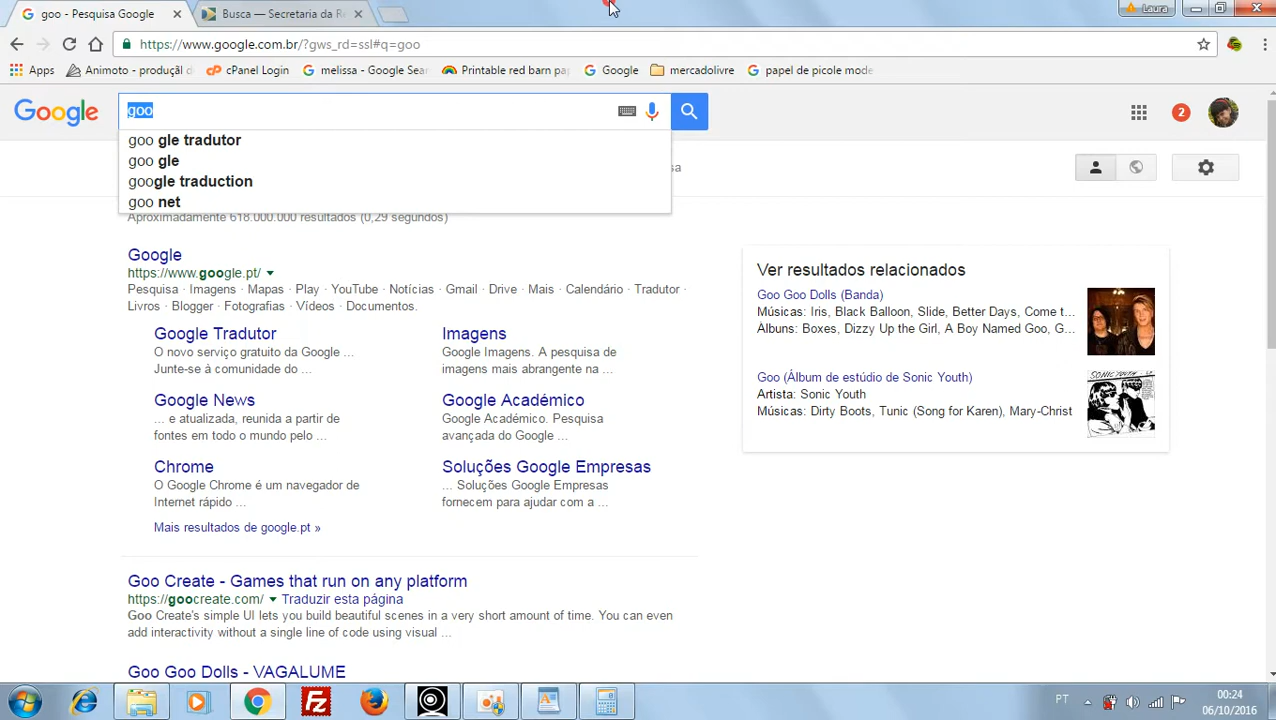 goo - Pesquisa Google
Busca — Secretaria da Re
Laura
https://www.google.com.br/?gws_rd=ssl#q=goo
Apps
Animoto - produçãl d
cPanel Login
melissa - Google Sea
Printable red barn pa
Google
mercadolivre
papel de picole mode
Google
goo
2
goo gle tradutor
goo gle
google traduction
goo net
sa
Aproximadamente 618.000.000 resultados (0,29 segundos)
Google
https://www.google.pt/
Pesquisa · Imagens · Mapas · Play · YouTube · Notícias · Gmail · Drive · Mais · Calendário · Tradutor ·
Livros · Blogger · Fotografias · Vídeos · Documentos.
Google Tradutor
O novo serviço gratuito da Google ...
Junte-se à comunidade do ...
Imagens
Google Imagens. A pesquisa de
imagens mais abrangente na ...
Google News
... e atualizada, reunida a partir de
fontes em todo o mundo pelo ...
Google Académico
Google Académico. Pesquisa
avançada do Google ...
Chrome
O Google Chrome é um navegador de
Internet rápido ...
Soluções Google Empresas
... Soluções Google Empresas
fornecem para ajudar com a ...
Mais resultados de google.pt »
Goo Create - Games that run on any platform
https://goocreate.com/ Traduzir esta página
Goo Create's simple UI lets you build beautiful scenes in a very short amount of time. You can even
add interactivity without a single line of code using visual ...
Goo Goo Dolls - VAGALUME
Ver resultados relacionados
Goo Goo Dolls (Banda)
Músicas: Iris, Black Balloon, Slide, Better Days, Come t...
Álbuns: Boxes, Dizzy Up the Girl, A Boy Named Goo, G...
Goo (Álbum de estúdio de Sonic Youth)
Artista: Sonic Youth
Músicas: Dirty Boots, Tunic (Song for Karen), Mary-Christ
SONIC YOUTH
PT
00:24
06/10/2016